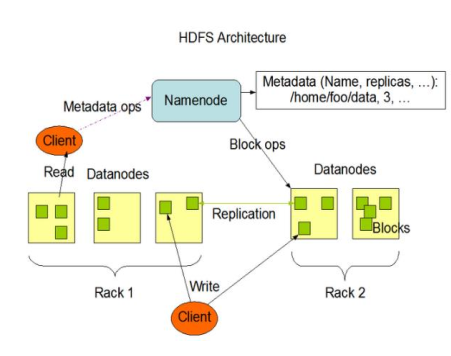 HDFS Architecture
Metadata (Name, replicas, ...):
/home/foo/data, 3, ...
Namenode
Metadata ops
Client
Block ops
Read
Datanodes
Datanodes
Replication
Blocks
Write
Rack 1
Rack 2
Client